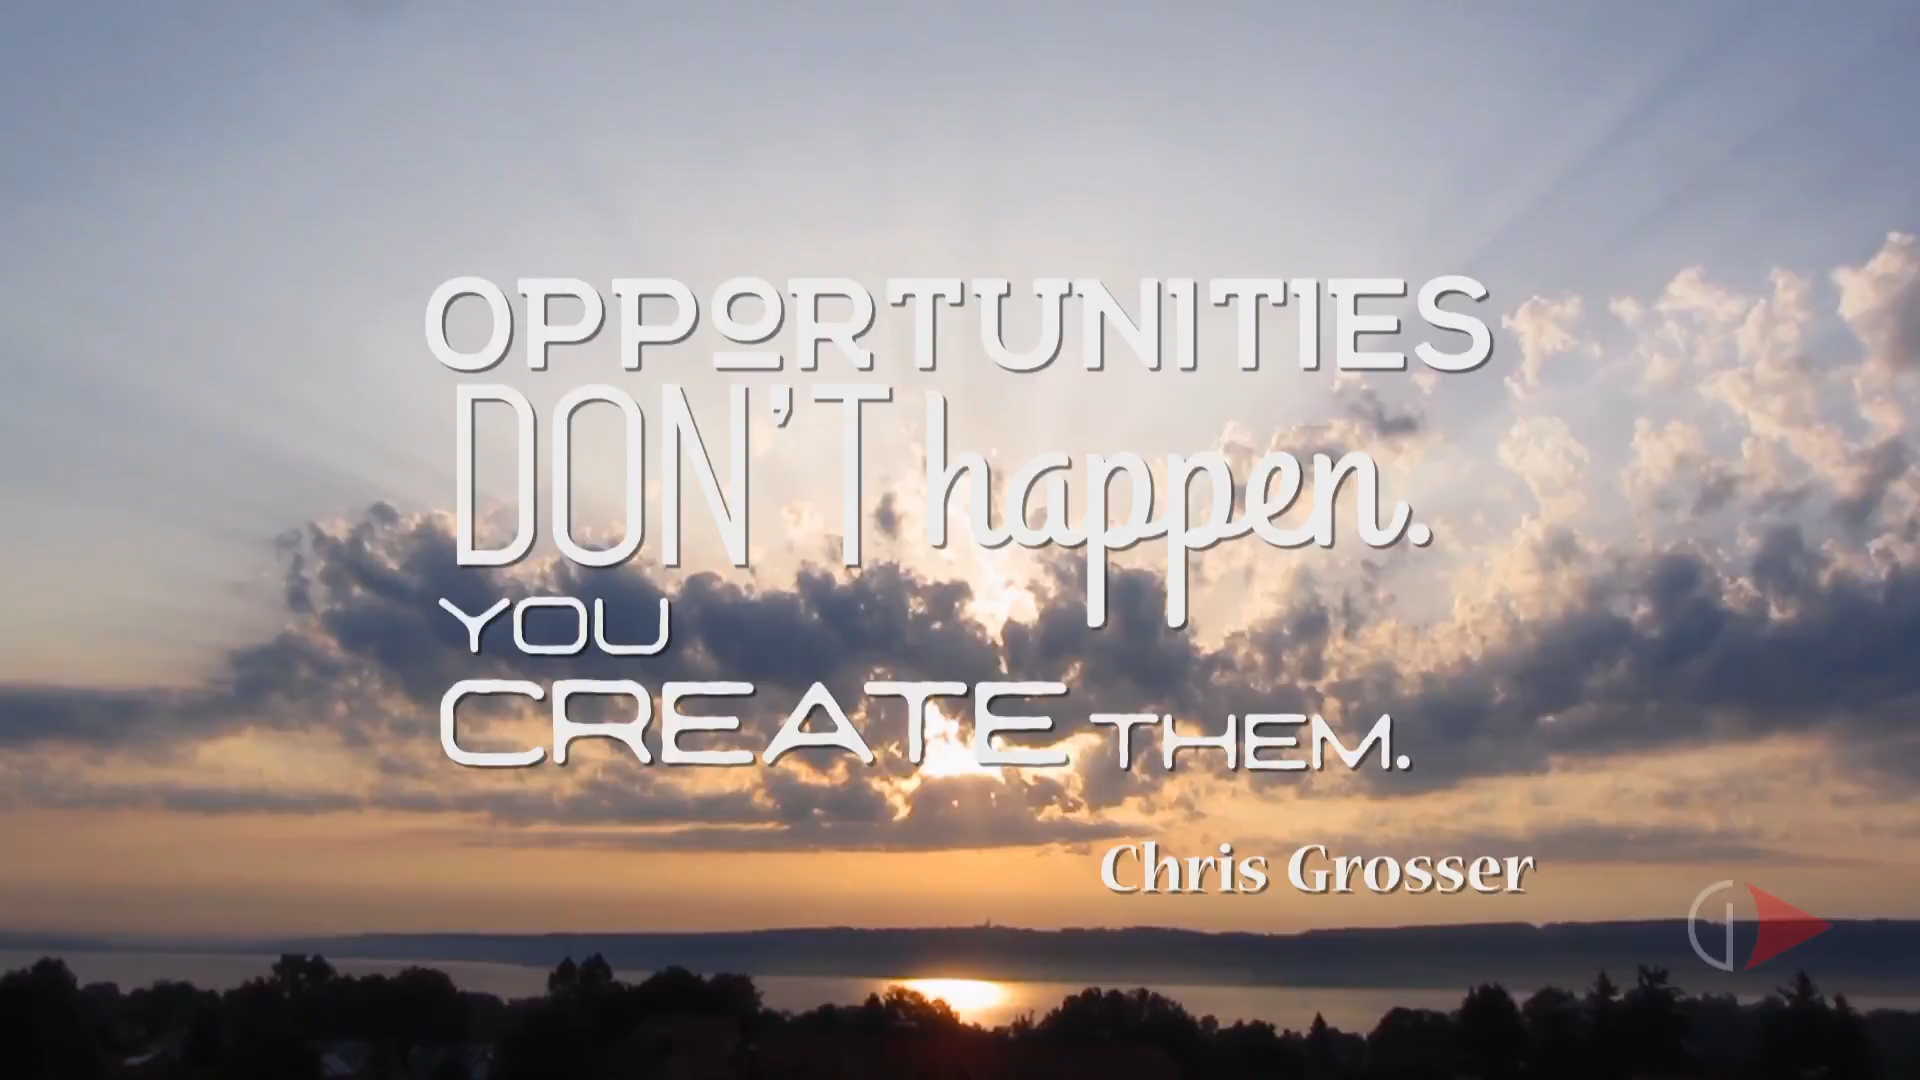 OPPORTUNITIES
DON'T happen.
YOU
CREATE THEM.
Chris Grosser